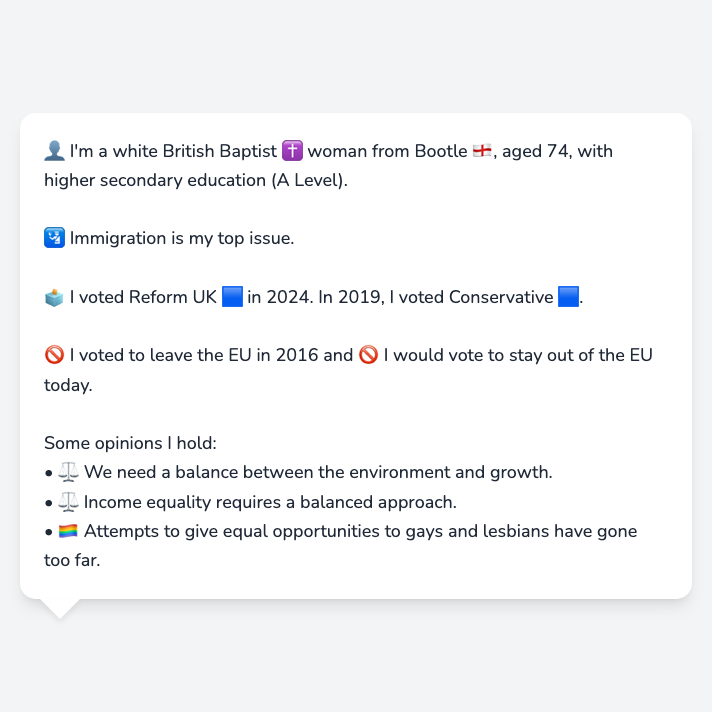 👤 I'm a white British Baptist ✝️ woman from Bootle 🏴󠁧󠁢󠁥󠁮󠁧󠁿, aged 74, with
higher secondary education (A Level).
🛂 Immigration is my top issue.
🗳️ I voted Reform UK 🟦 in 2024. In 2019, I voted Conservative 🟦.
🚫 I voted to leave the EU in 2016 and 🚫 I would vote to stay out of the EU
today.
Some opinions I hold:
• ⚖️ We need a balance between the environment and growth.
• ⚖️ Income equality requires a balanced approach.
• 🏳️‍🌈 Attempts to give equal opportunities to gays and lesbians have gone
too far.